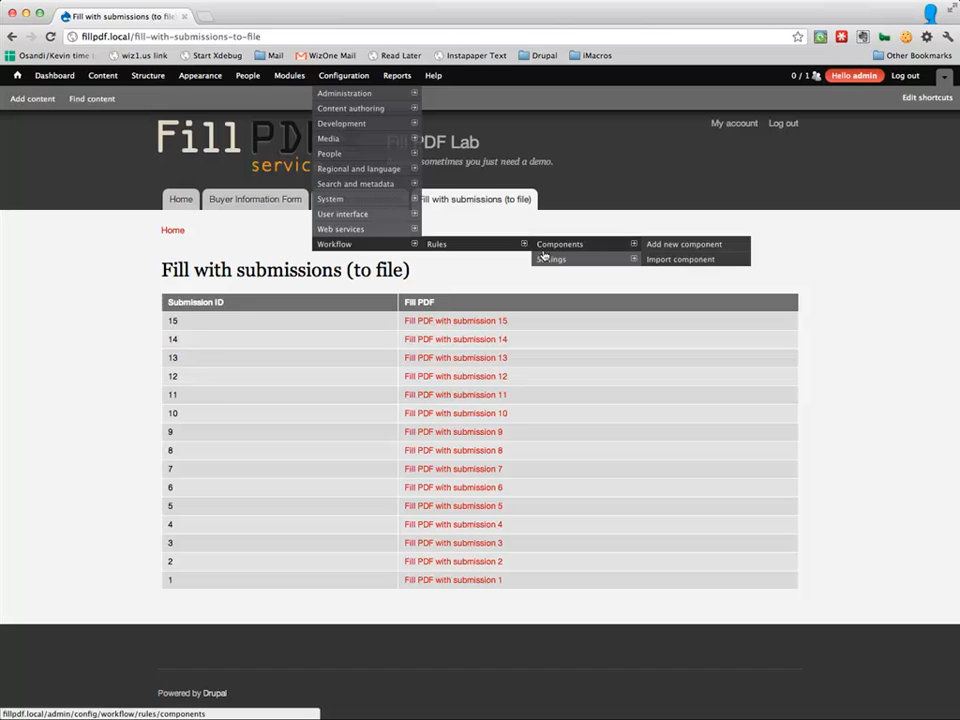 Fill with submissions (to file)
fillpdf.local/fill-with-submissions-to-file
Osandi/Kevin time
wiz1.us link
Start Xdebug
Mail
WizOne Mail
Read Later
Instapaper Text
Drupal
iMacros
Other Bookmarks
Dashboard
Content
Structure
Appearance
People
Modules
Configuration
Reports
Help
0 / 1
Hello admin
Log out
Add content
Find content
Edit shortcuts
Administration
Content authoring
Development
Media
People
Regional and language
Search and metadata
System
User interface
Web services
Workflow
Rules
Components
Add new component
Import component
Fill PDF
service
Fill PDF Lab
sometimes you just need a demo.
My account
Log out
Home
Buyer Information Form
Fill with submissions (to file)
Home
Fill with submissions (to file)
Submission ID
Fill PDF
15
Fill PDF with submission 15
14
Fill PDF with submission 14
13
Fill PDF with submission 13
12
Fill PDF with submission 12
11
Fill PDF with submission 11
10
Fill PDF with submission 10
9
Fill PDF with submission 9
8
Fill PDF with submission 8
7
Fill PDF with submission 7
6
Fill PDF with submission 6
5
Fill PDF with submission 5
4
Fill PDF with submission 4
3
Fill PDF with submission 3
2
Fill PDF with submission 2
1
Fill PDF with submission 1
Powered by Drupal
fillpdf.local/admin/config/workflow/rules/components